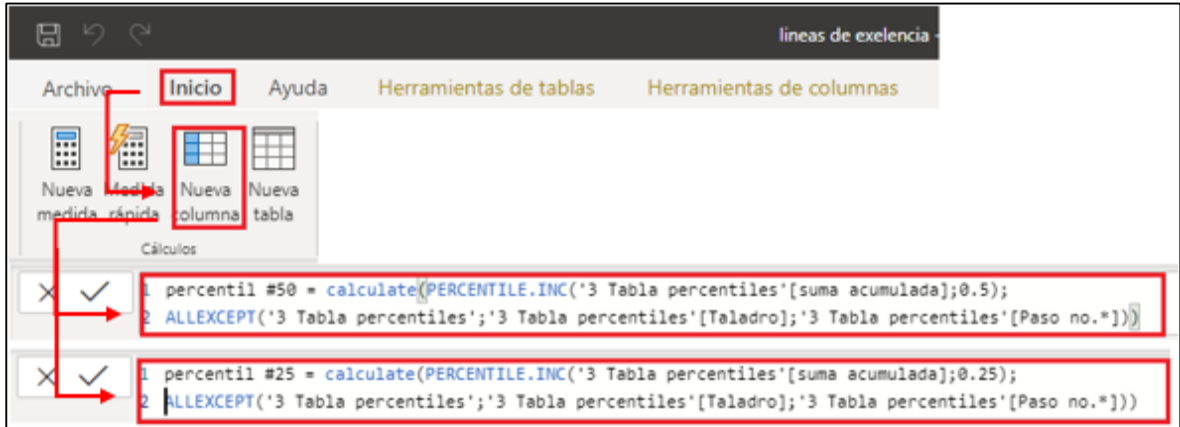 lineas de exelencia -
Archivo Inicio Ayuda Herramientas de tablas Herramientas de columnas
Nueva Medida Nueva Nueva
medida rápida columna tabla
Cálculos
1 percentil #50 = calculate(PERCENTILE.INC('3 Tabla percentiles'[suma acumulada];0.5);
2 ALLEXCEPT('3 Tabla percentiles';'3 Tabla percentiles'[Taladro];'3 Tabla percentiles'[Paso no.*]))
1 percentil #25 = calculate(PERCENTILE.INC('3 Tabla percentiles'[suma acumulada];0.25);
2 ALLEXCEPT('3 Tabla percentiles';'3 Tabla percentiles'[Taladro];'3 Tabla percentiles'[Paso no.*]))